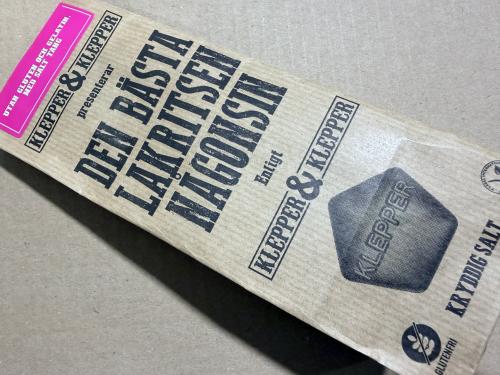 UTAN GLUTEN OCH GELATIN.
MED SALT TANG
KLEPPER & KLEPPER
presenterar
DEN BÄSTA
LAKRITSEN
NÅGONSIN
Enligt
KLEPPER & KLEPPER
KLEPPER
KRYDDIG SALT
GLUTENFRI